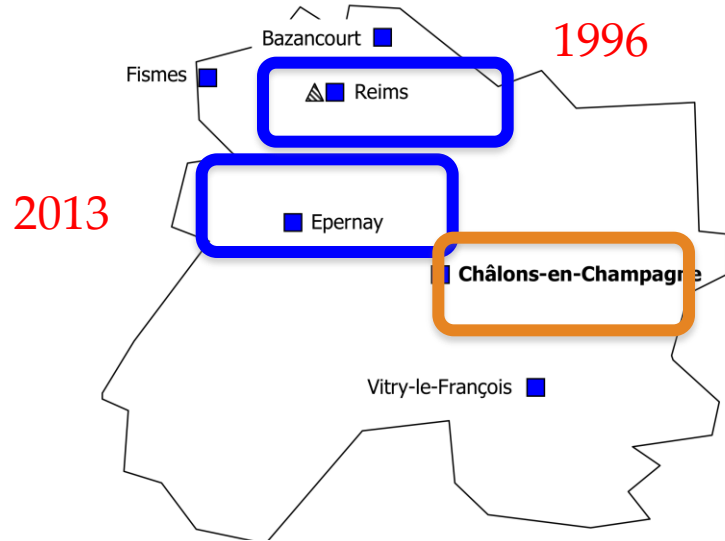 Bazancourt
1996
Fismes
Reims
2013
Epernay
Châlons-en-Champagne
Vitry-le-François